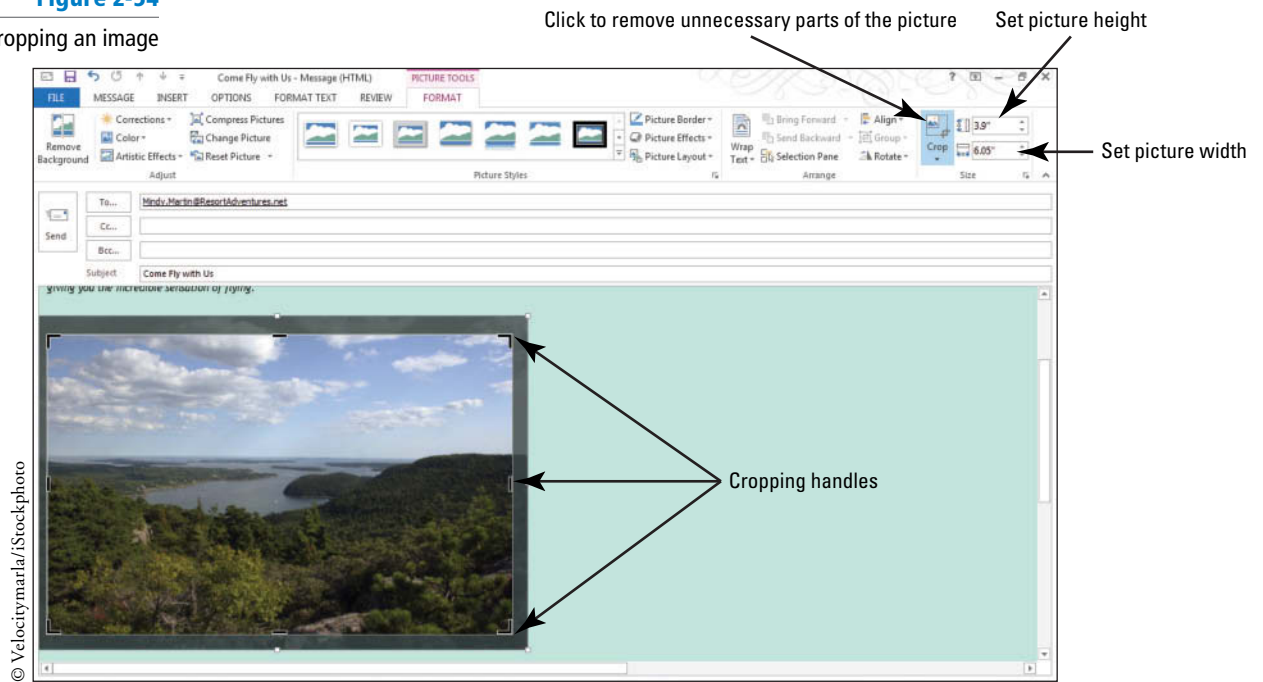 Figure 2-54
ropping an image
Click to remove unnecessary parts of the picture
Set picture height
Come Fly with Us - Message (HTML)
PICTURE TOOLS
FILE MESSAGE INSERT OPTIONS FORMAT TEXT REVIEW FORMAT
Remove Background
Corrections
Color
Artistic Effects
Compress Pictures
Change Picture
Reset Picture
Adjust
Picture Styles
Picture Border
Picture Effects
Picture Layout
Wrap Text
Bring Forward
Send Backward
Selection Pane
Align
Group
Rotate
Arrange
Crop
3.9"
6.05"
Size
Set picture width
Send
To...
Mindy.Martin@ResortAdventures.net
Cc...
Bcc...
Subject
Come Fly with Us
giving you the incredible sensation of flying.
Cropping handles
© Velocitymarla/iStockphoto